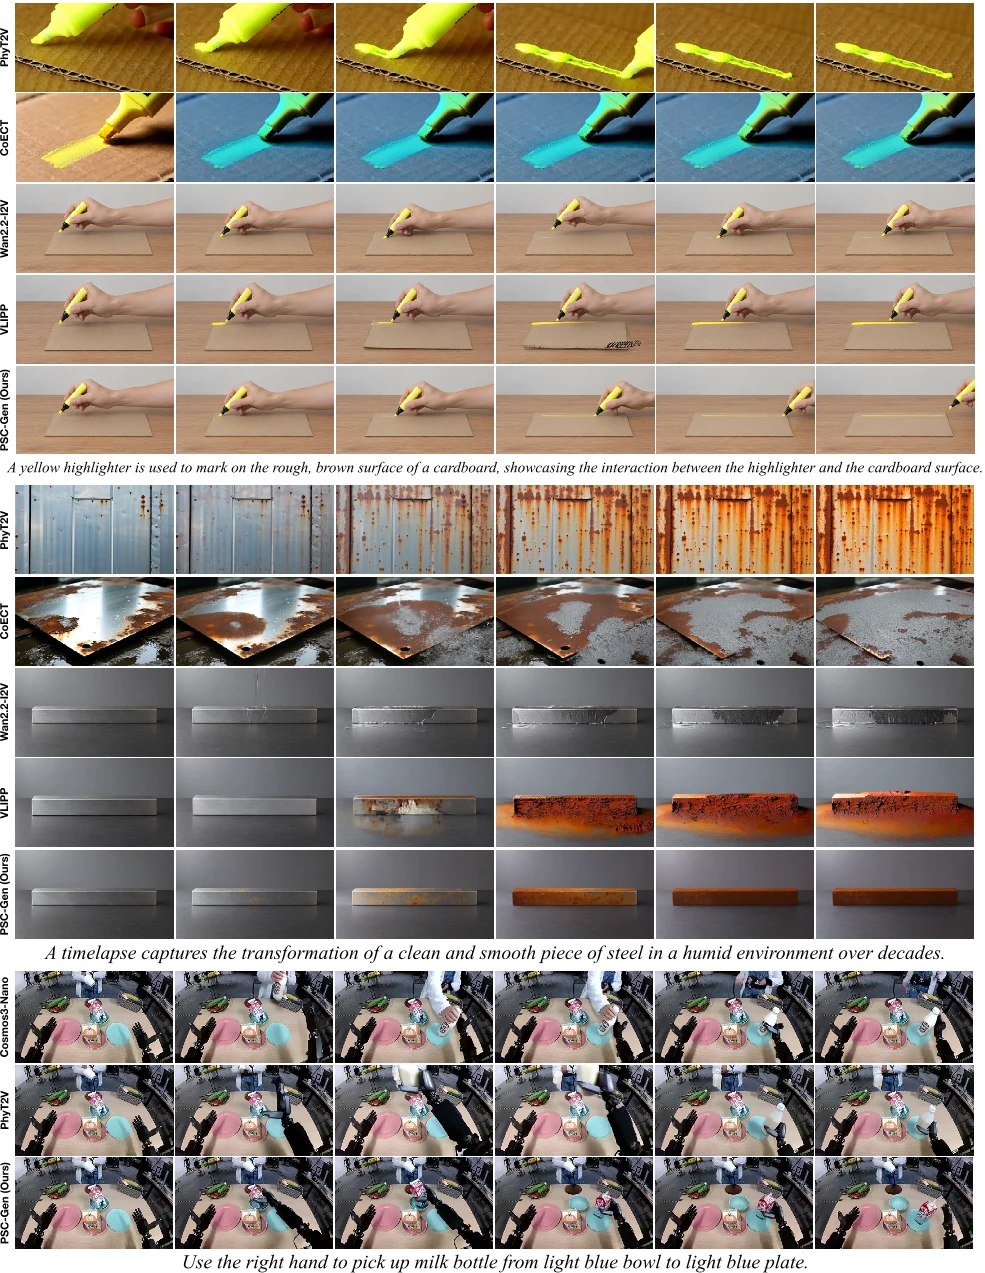 PhyT2V
CoECT
Wan2.2-I2V
VLIPP
PSC-Gen (Ours)
A yellow highlighter is used to mark on the rough, brown surface of a cardboard, showcasing the interaction between the highlighter and the cardboard surface.
PhyT2V
CoECT
Wan2.2-I2V
VLIPP
PSC-Gen (Ours)
A timelapse captures the transformation of a clean and smooth piece of steel in a humid environment over decades.
Cosmos3-Nano
PhyT2V
PSC-Gen (Ours)
Use the right hand to pick up milk bottle from light blue bowl to light blue plate.